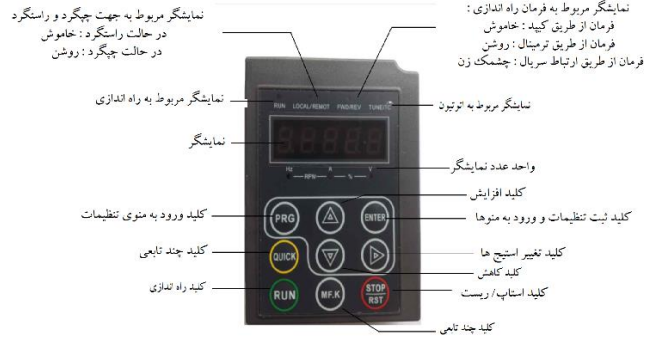 نمایشگر مربوط به فرمان راه اندازی :
فرمان از طریق کیپد : خاموش
فرمان از طریق ترمینال : روشن
فرمان از طریق ارتباط سریال : چشمک زن
نمایشگر مربوط به جهت چپگرد و راستگرد
در حالت راستگرد : خاموش
در حالت چپگرد : روشن
نمایشگر مربوط به راه اندازی
نمایشگر مربوط به اتوتیون
RUN LOCAL/REMOT FWD/REV TUNE/TC
نمایشگر
88888
Hz A V
RPM %
واحد عدد نمایشگر
کلید افزایش
کلید ورود به منوی تنظیمات
PRG
ENTER
کلید ثبت تنظیمات و ورود به منوها
کلید چند تابعی
QUICK
کلید تغییر استیج ها
کلید کاهش
کلید راه اندازی
RUN
MF.K
STOP
RST
کلید استاپ/ ریست
کلید چند تابعی